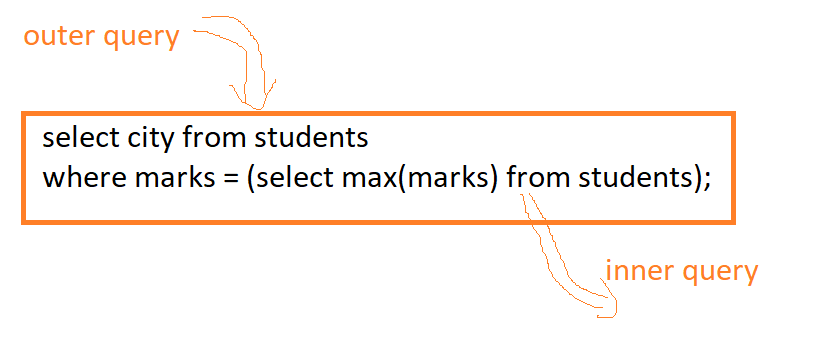 outer query
select city from students
where marks = (select max(marks) from students);
inner query